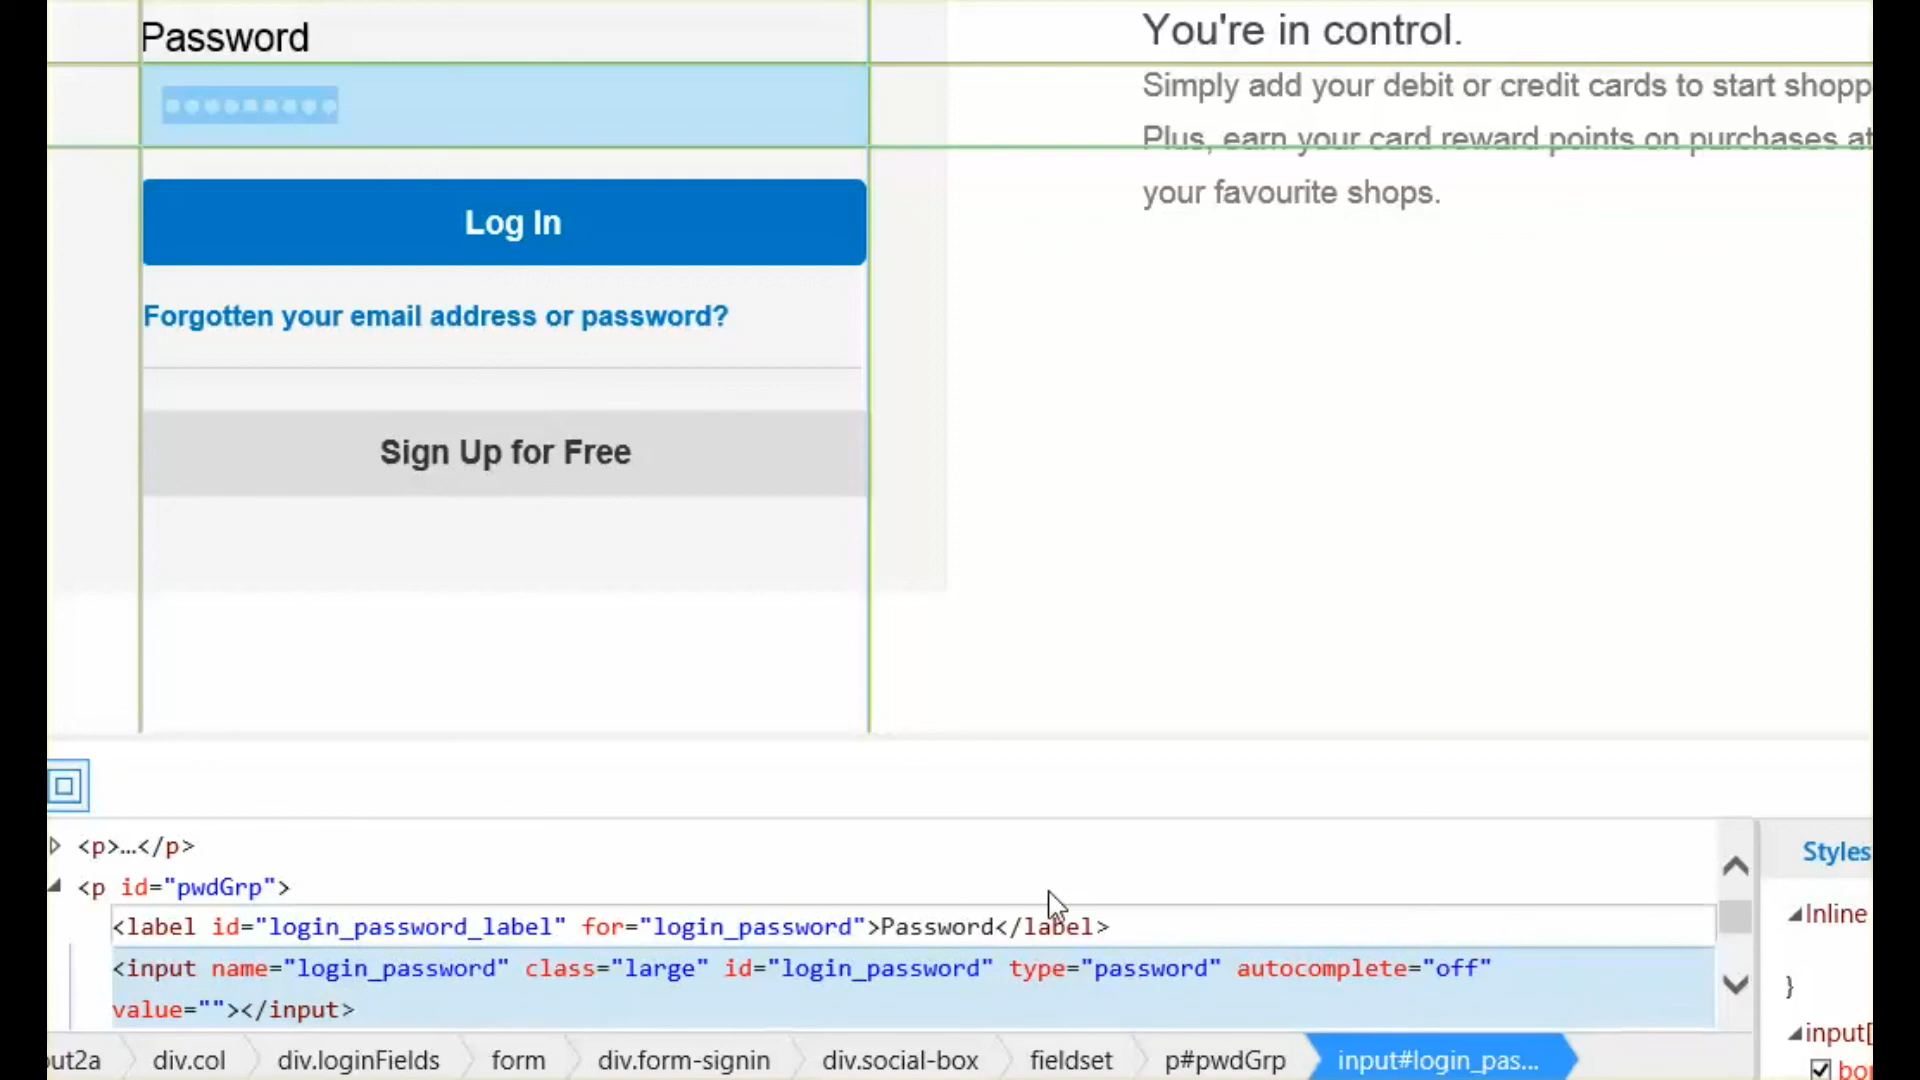 Password
You're in control.
Simply add your debit or credit cards to start shopp
Plus, earn your card reward points on purchases at
your favourite shops.
•••••••••
Log In
Forgotten your email address or password?
Sign Up for Free
<p>…</p>
<p id="pwdGrp">
<label id="login_password_label" for="login_password">Password</label>
<input name="login_password" class="large" id="login_password" type="password" autocomplete="off"
value=""></input>
Styles
Inline
}
input[
bor
out2a
div.col
div.loginFields
form
div.form-signin
div.social-box
fieldset
p#pwdGrp
input#login_pas...